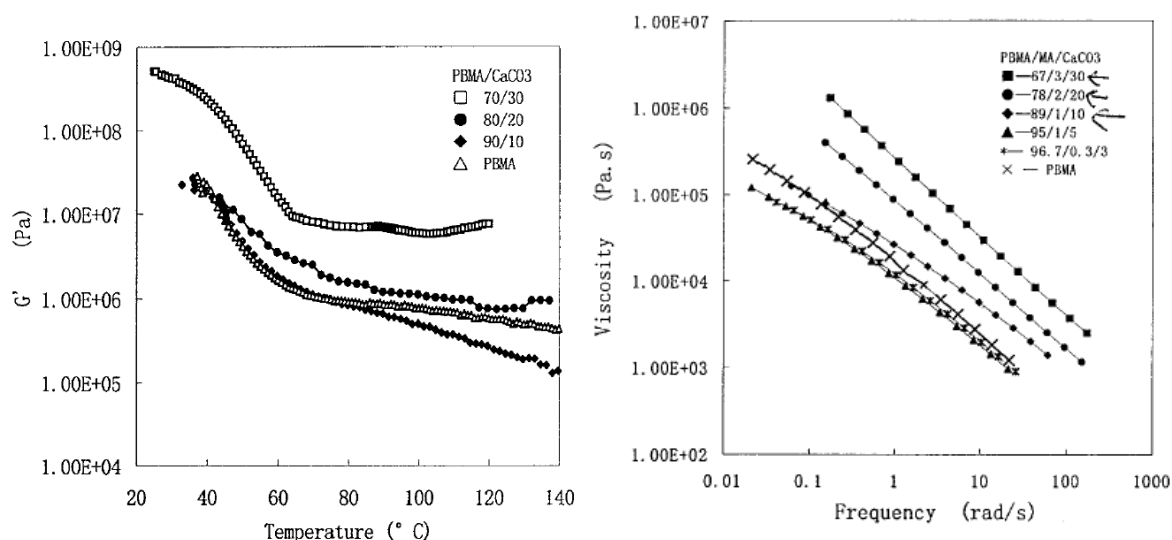 1.00E+09
1.00E+08
1.00E+07
1.00E+06
1.00E+05
1.00E+04
G' (Pa)
PBMA/CaCO3
70/30
80/20
90/10
PBMA
20 40 60 80 100 120 140
Temperature (° C)
1.00E+07
1.00E+06
1.00E+05
1.00E+04
1.00E+03
1.00E+02
Viscosity (Pa.s)
PBMA/MA/CaCO3
67/3/30
78/2/20
89/1/10
95/1/5
96.7/0.3/3
PBMA
0.01 0.1 1 10 100 1000
Frequency (rad/s)